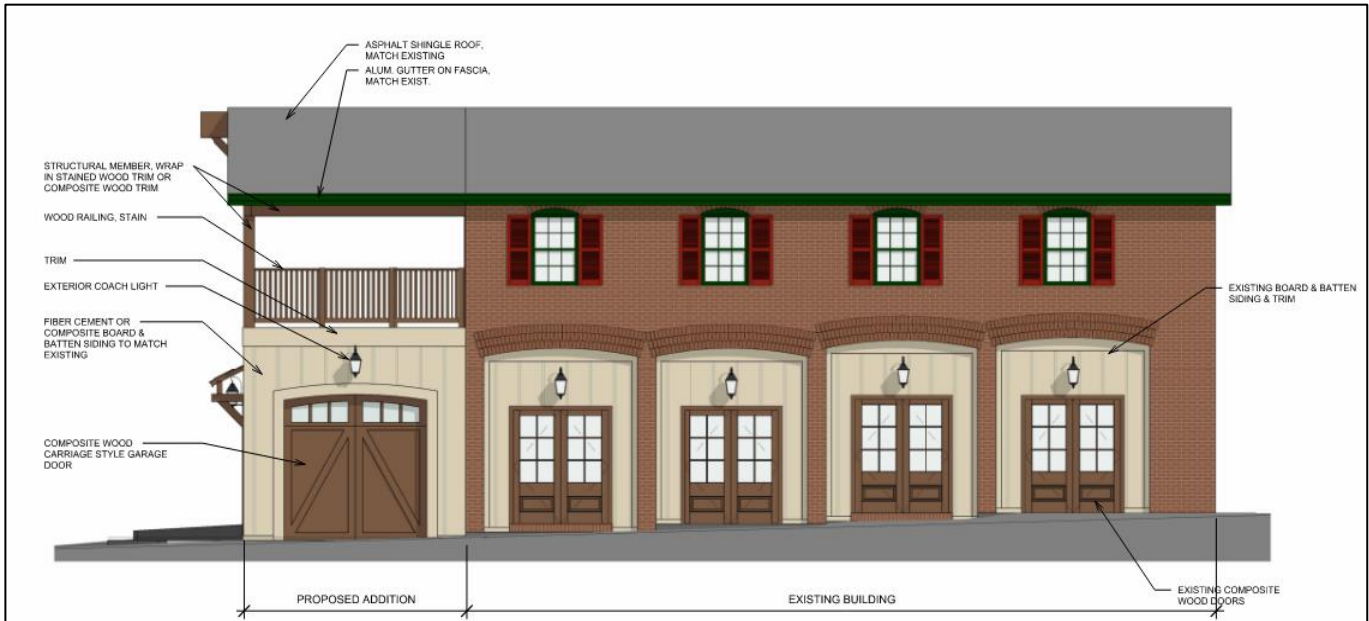 ASPHALT SHINGLE ROOF,
MATCH EXISTING
ALUM. GUTTER ON FASCIA,
MATCH EXIST.
STRUCTURAL MEMBER, WRAP
IN STAINED WOOD TRIM OR
COMPOSITE WOOD TRIM
WOOD RAILING, STAIN
TRIM
EXTERIOR COACH LIGHT
FIBER CEMENT OR
COMPOSITE BOARD &
BATTEN SIDING TO MATCH
EXISTING
COMPOSITE WOOD
CARRIAGE STYLE GARAGE
DOOR
EXISTING BOARD & BATTEN
SIDING & TRIM
EXISTING COMPOSITE
WOOD DOORS
PROPOSED ADDITION
EXISTING BUILDING